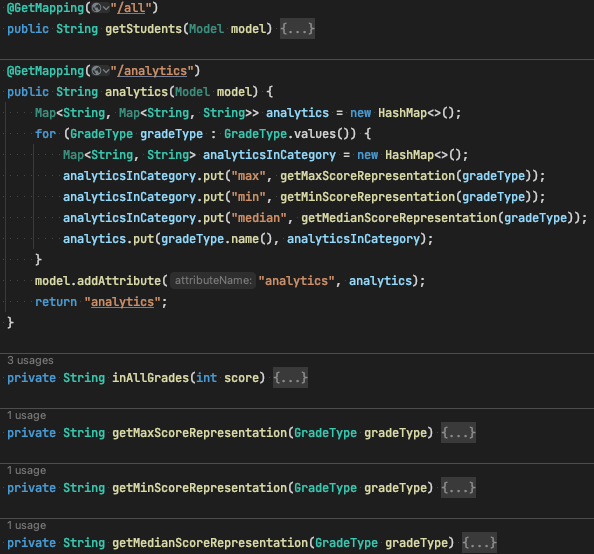 @GetMapping("/all")
public String getStudents(Model model) {...}
@GetMapping("/analytics")
public String analytics(Model model) {
Map<String, Map<String, String>> analytics = new HashMap<>();
for (GradeType gradeType : GradeType.values()) {
Map<String, String> analyticsInCategory = new HashMap<>();
analyticsInCategory.put("max", getMaxScoreRepresentation(gradeType));
analyticsInCategory.put("min", getMinScoreRepresentation(gradeType));
analyticsInCategory.put("median", getMedianScoreRepresentation(gradeType));
analytics.put(gradeType.name(), analyticsInCategory);
}
model.addAttribute( attributeName: "analytics", analytics);
return "analytics";
}
3 usages
private String inAllGrades(int score) {...}
1 usage
private String getMaxScoreRepresentation(GradeType gradeType) {...}
1 usage
private String getMinScoreRepresentation(GradeType gradeType) {...}
1 usage
private String getMedianScoreRepresentation(GradeType gradeType) {...}